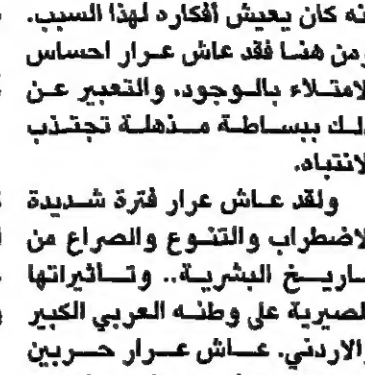 نه كان يعيش أفكاره لهذا السبب.
ومن هنا فقد عاش عرار احساس
لامتلاء بالوجود، والتعبير عن
لك ببساطة مذهلة تجتذب
لانتباه.
ولقد عاش عرار فترة شديدة
لاضطراب والتنوع والصراع من
تاريخ البشرية.. وتأثيراتها
لمصيرية على وطنه العربي الكبير
والاردني. عاش عرار حربين